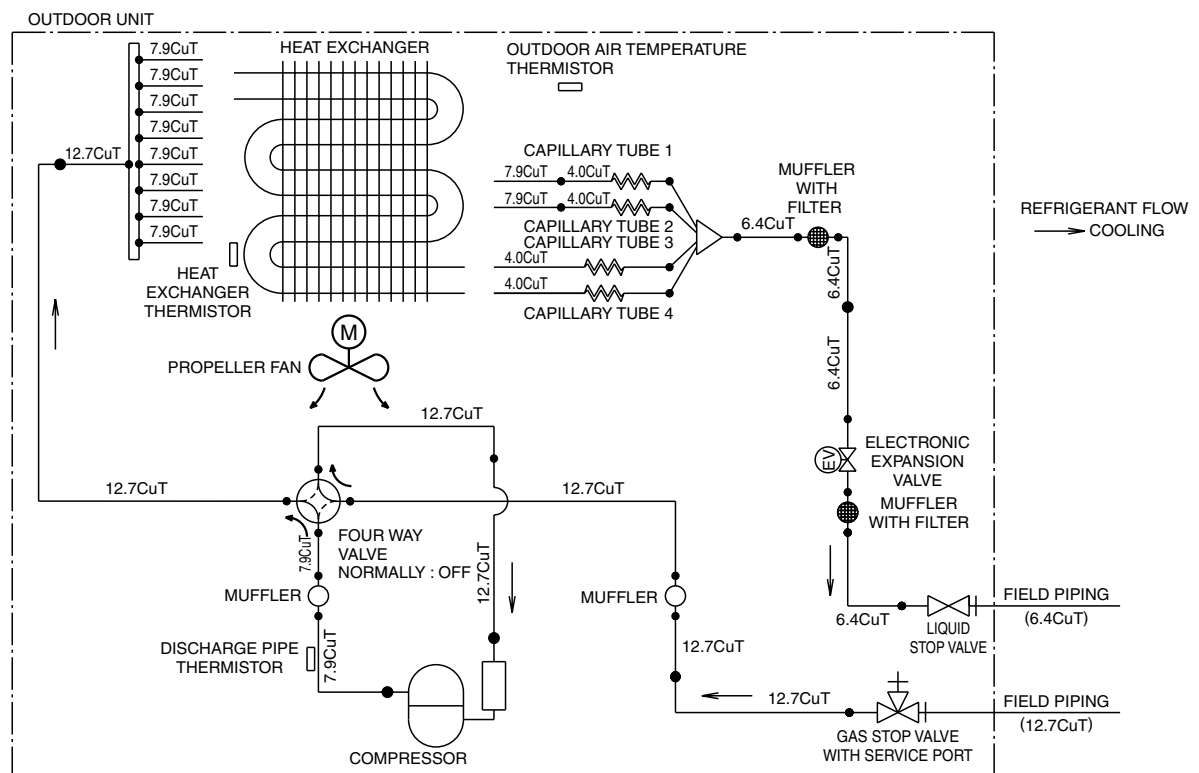 OUTDOOR UNIT
7.9CuT
7.9CuT
7.9CuT
7.9CuT
7.9CuT
7.9CuT
7.9CuT
7.9CuT
12.7CuT
HEAT EXCHANGER
OUTDOOR AIR TEMPERATURE
THERMISTOR
CAPILLARY TUBE 1
7.9CuT
4.0CuT
7.9CuT
4.0CuT
CAPILLARY TUBE 2
CAPILLARY TUBE 3
4.0CuT
4.0CuT
CAPILLARY TUBE 4
MUFFLER
WITH
FILTER
6.4CuT
6.4CuT
6.4CuT
REFRIGERANT FLOW
COOLING
HEAT
EXCHANGER
THERMISTOR
M
PROPELLER FAN
12.7CuT
EV
ELECTRONIC
EXPANSION
VALVE
MUFFLER
WITH FILTER
12.7CuT
12.7CuT
7.9CuT
FOUR WAY
VALVE
NORMALLY : OFF
12.7CuT
MUFFLER
MUFFLER
6.4CuT
LIQUID
STOP VALVE
FIELD PIPING
(6.4CuT)
DISCHARGE PIPE
THERMISTOR
7.9CuT
12.7CuT
12.7CuT
FIELD PIPING
(12.7CuT)
COMPRESSOR
GAS STOP VALVE
WITH SERVICE PORT